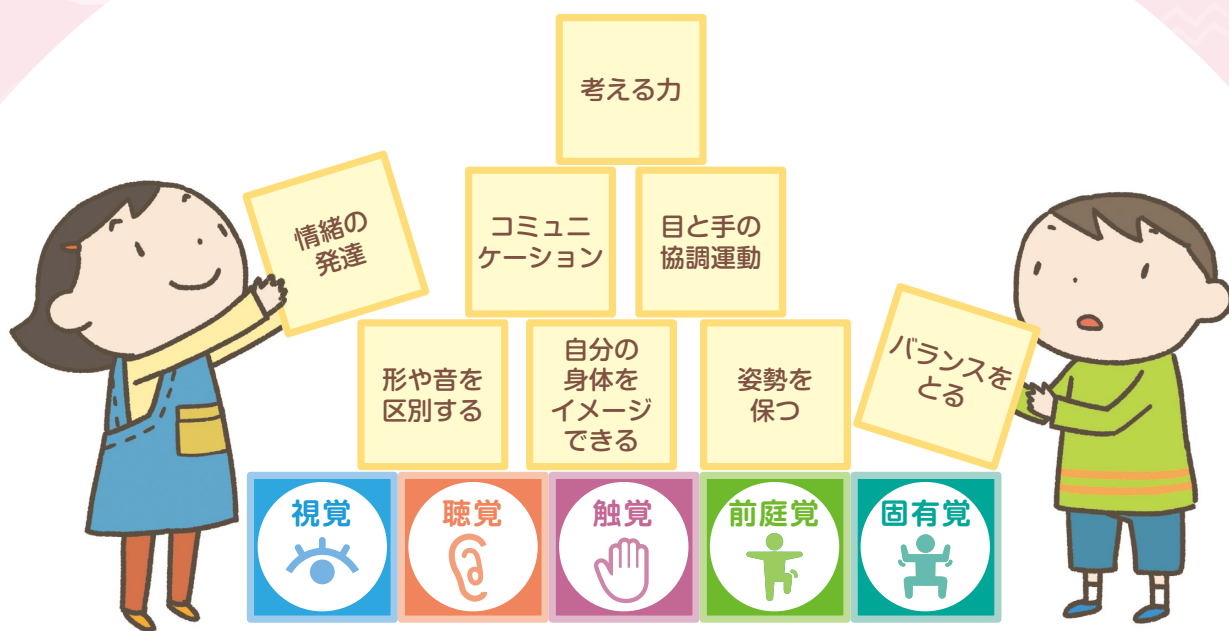 考える力
情緒の
発達
コミュニ
ケーション
目と手の
協調運動
形や音を
区別する
自分の
身体を
イメージ
できる
姿勢を
保つ
バランスを
とる
視覚
聴覚
触覚
前庭覚
固有覚